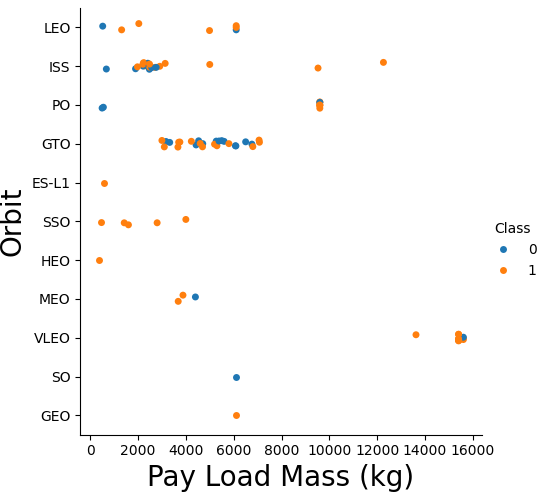 LEO
ISS
PO
GTO
ES-L1
SSO
HEO
MEO
VLEO
SO
GEO
Orbit
Class
0
1
0 2000 4000 6000 8000 10000 12000 14000 16000
Pay Load Mass (kg)